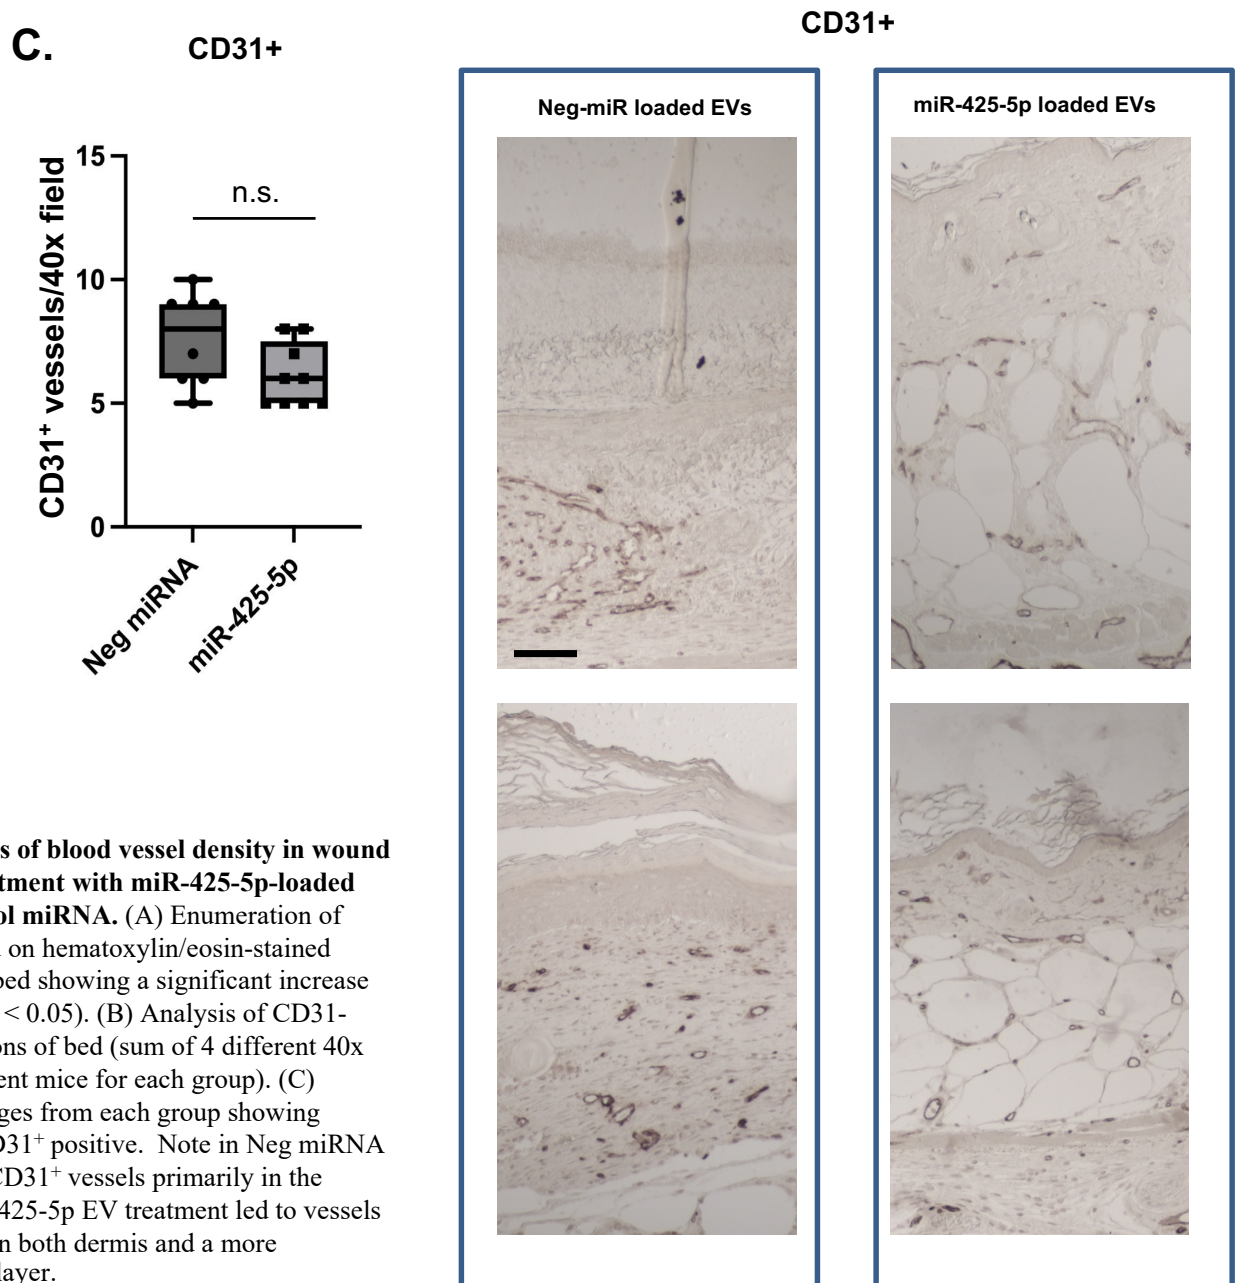 C.
CD31+
CD31+
Neg-miR loaded EVs
miR-425-5p loaded EVs
CD31+ vessels/40x field
15
10
5
0
n.s.
Neg miRNA
miR-425-5p
s of blood vessel density in wound
tment with miR-425-5p-loaded
ol miRNA. (A) Enumeration of
on hematoxylin/eosin-stained
bed showing a significant increase
< 0.05). (B) Analysis of CD31-
ons of bed (sum of 4 different 40x
ent mice for each group). (C)
ges from each group showing
D31+ positive. Note in Neg miRNA
CD31+ vessels primarily in the
425-5p EV treatment led to vessels
n both dermis and a more
layer.